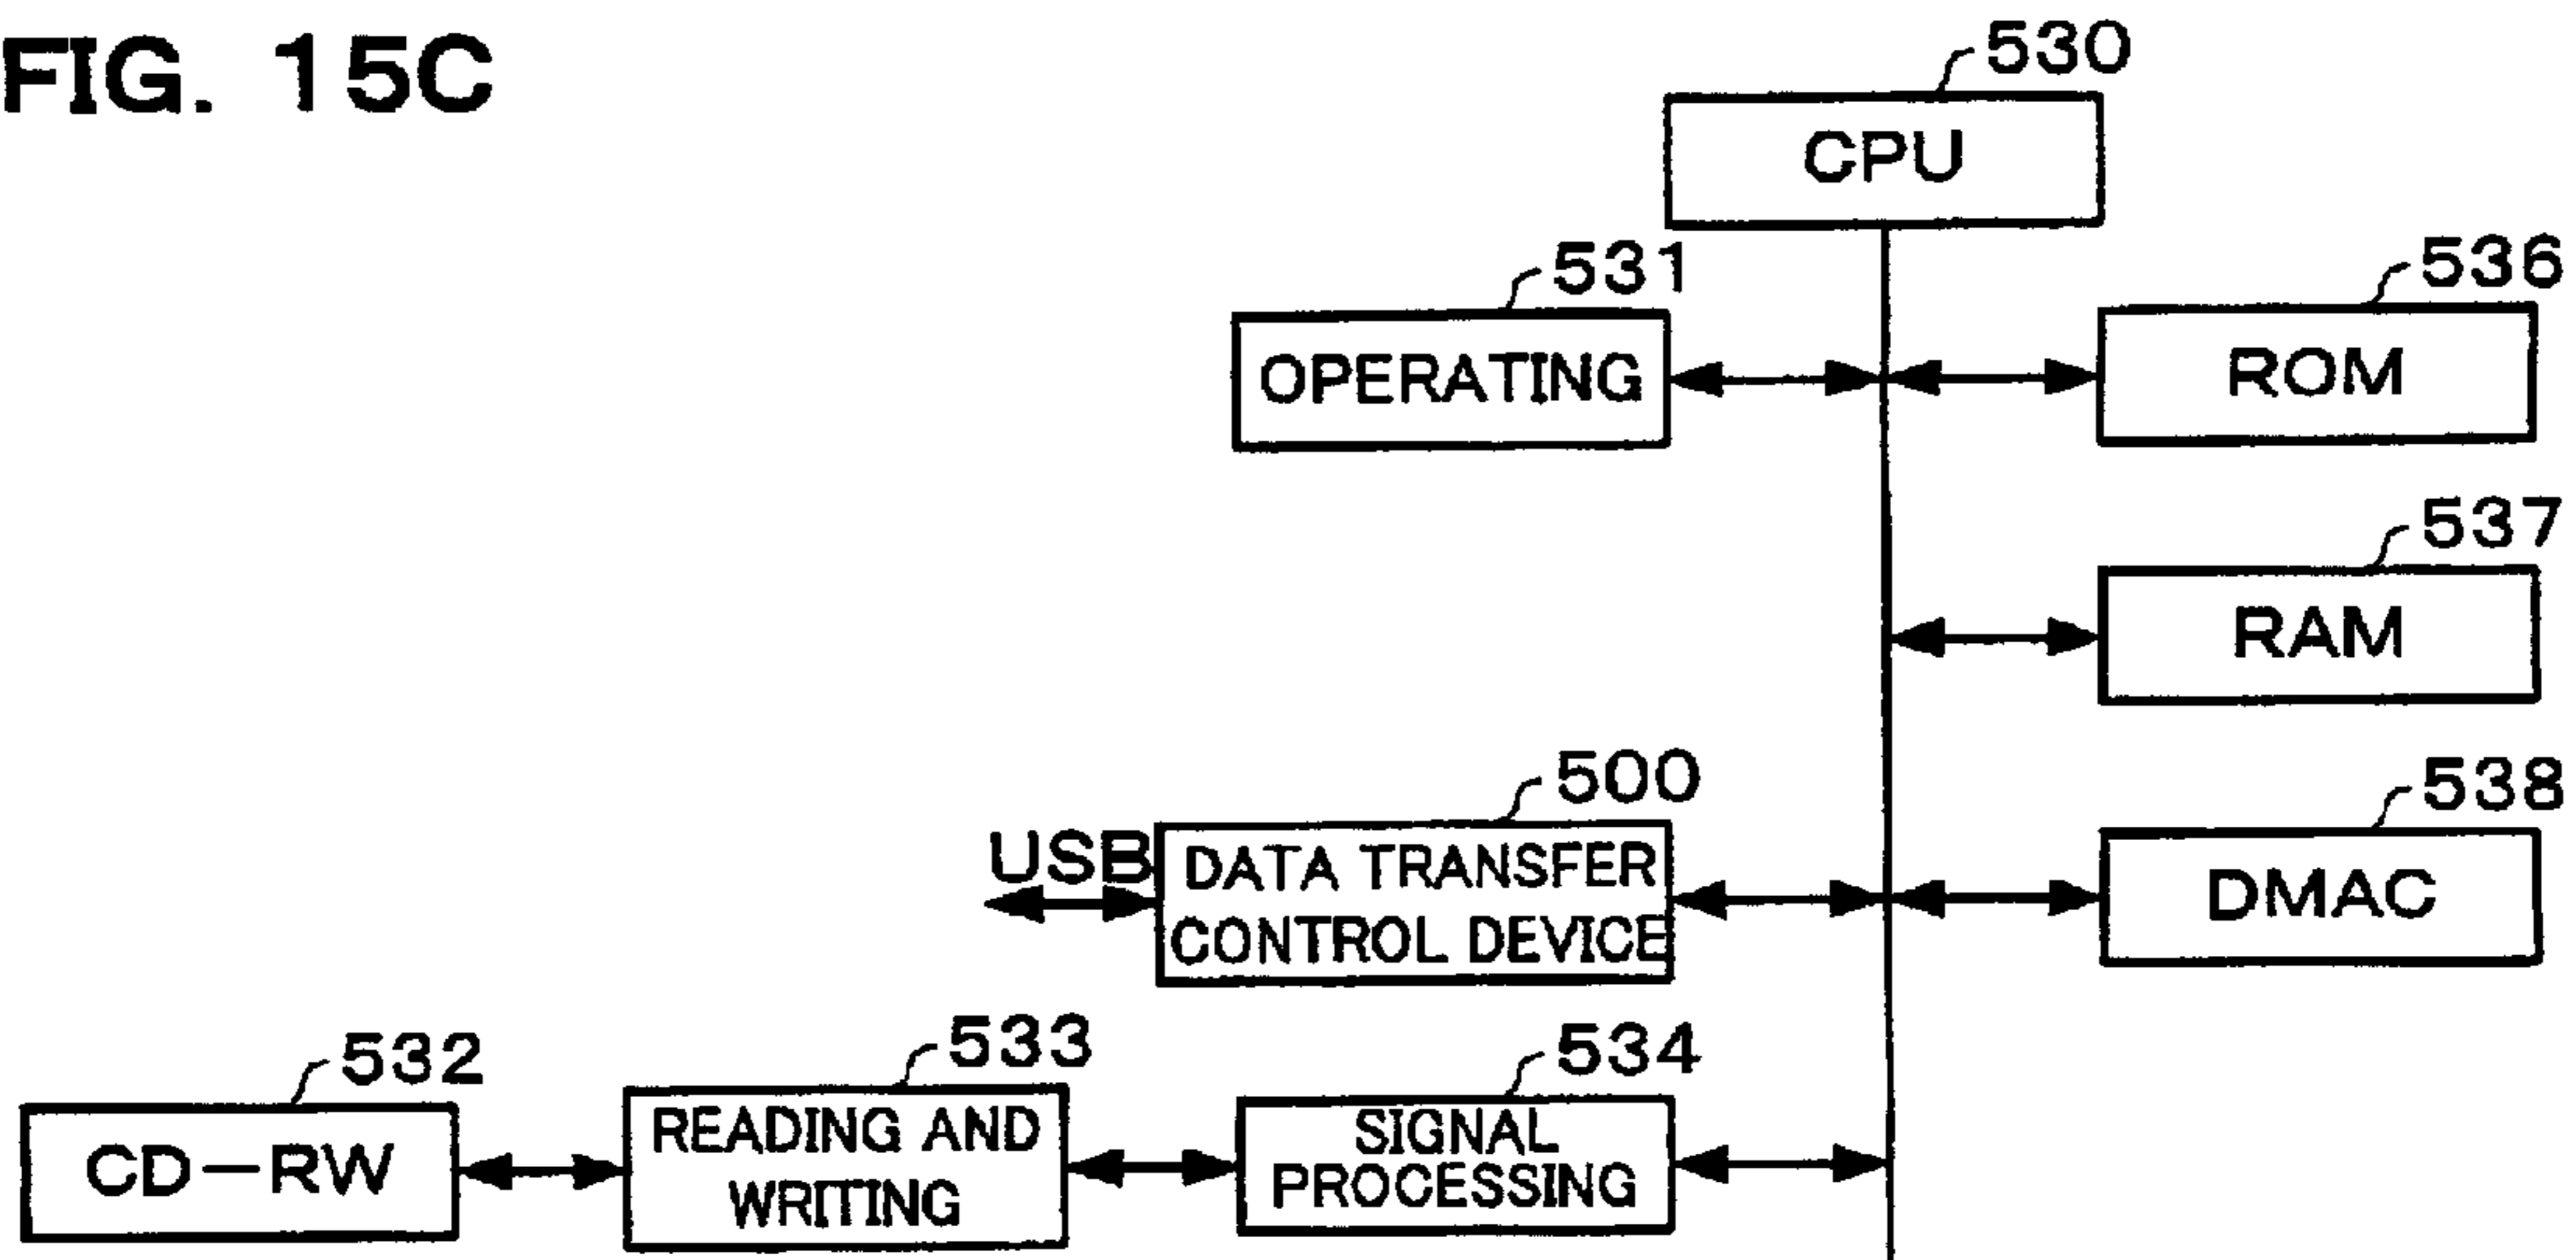 FIG. 15C
530
CPU
531
OPERATING
536
ROM
537
RAM
500
USB
DATA TRANSFER
CONTROL DEVICE
538
DMAC
532
CD-RW
533
READING AND
WRITING
534
SIGNAL
PROCESSING